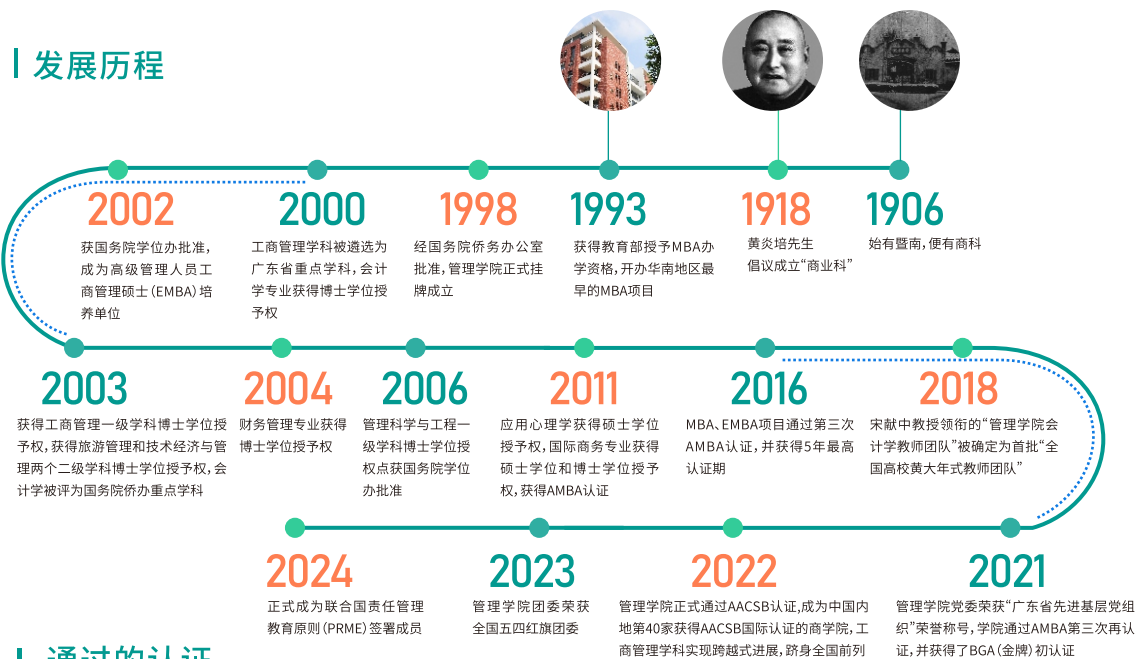 发展历程
2002
获国务院学位办批准，
成为高级管理人员工
商管理硕士（EMBA）培
养单位
2000
工商管理学科被遴选为
广东省重点学科，会计
学专业获得博士学位授
予权
1998
经国务院侨务办公室
批准，管理学院正式挂
牌成立
1993
获得教育部授予MBA办
学资格，开办华南地区最
早的MBA项目
1918
黄炎培先生
倡议成立“商业科”
1906
始有暨南，便有商科
2003
获得工商管理一级学科博士学位授
予权，获得旅游管理和技术经济与管
理两个二级学科博士学位授予权，会
计学被评为国务院侨办重点学科
2004
财务管理专业获得
博士学位授予权
2006
管理科学与工程一
级学科博士学位授
权点获国务院学位
办批准
2011
应用心理学获得硕士学位
授予权，国际商务专业获得
硕士学位和博士学位授予
权，获得AMBA认证
2016
MBA、EMBA项目通过第三次
AMBA认证，并获得5年最高
认证期
2018
宋献中教授领衔的“管理学院会
计学教师团队”被确定为首批“全
国高校黄大年式教师团队”
2024
正式成为联合国责任管理
教育原则（PRME）签署成员
2023
管理学院团委荣获
全国五四红旗团委
2022
管理学院正式通过AACSB认证,成为中国内
地第40家获得AACSB国际认证的商学院，工
商管理学科实现跨越式进展，跻身全国前列
2021
管理学院党委荣获“广东省先进基层党组
织”荣誉称号，学院通过AMBA第三次再认
证，并获得了BGA（金牌）初认证
通过的认证